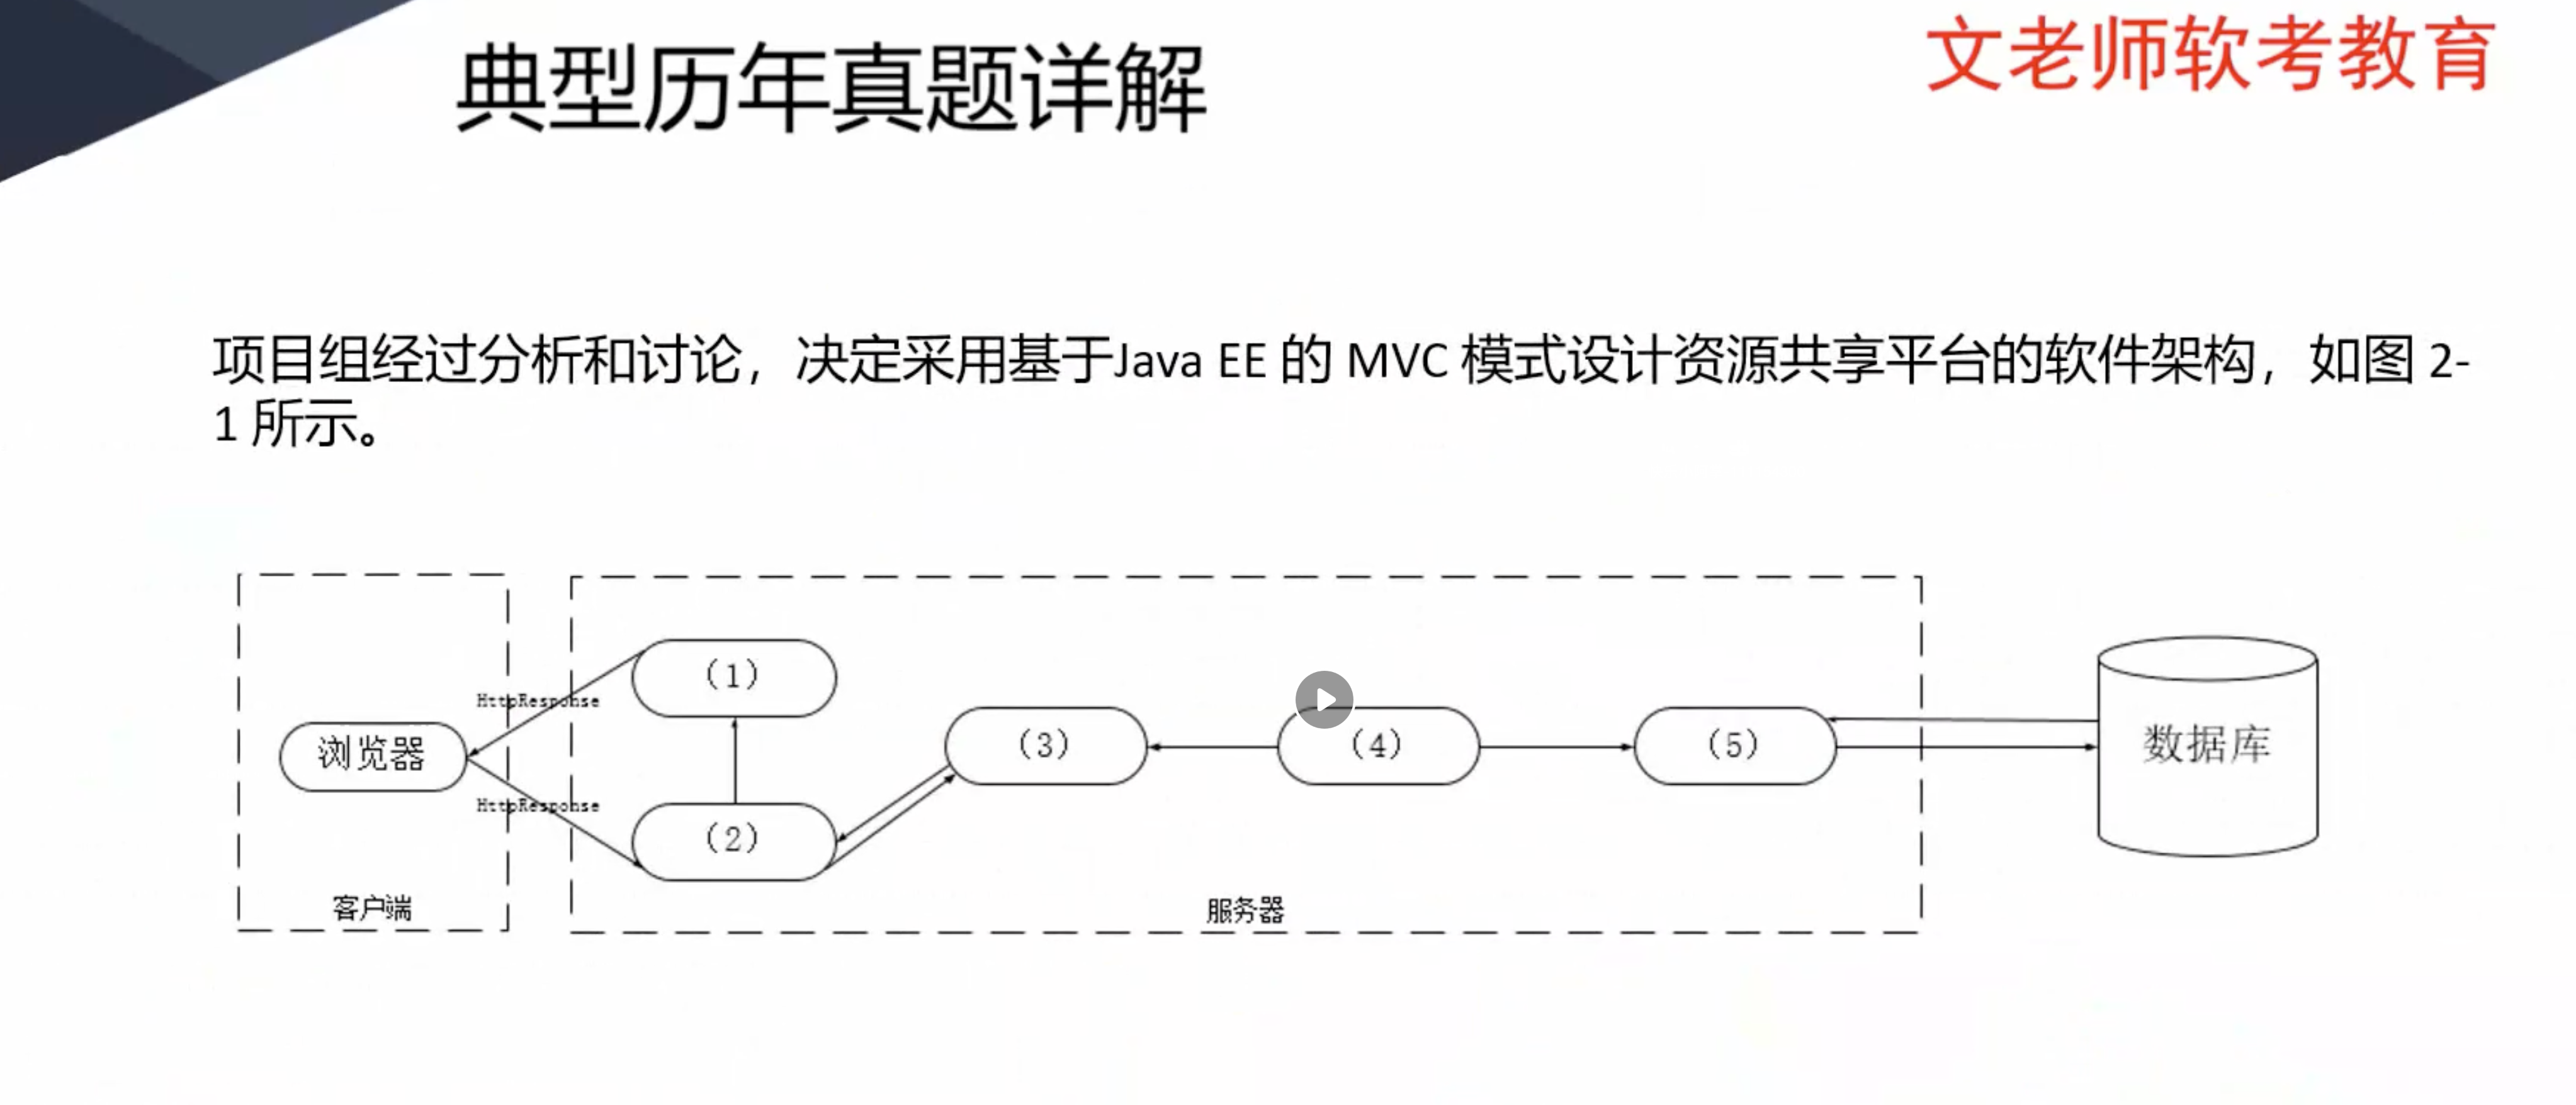 典型历年真题详解
文老师软考教育
项目组经过分析和讨论，决定采用基于Java EE 的 MVC 模式设计资源共享平台的软件架构，如图 2-
1 所示。
（1）
HttpResponse
浏览器
（3）
（4）
（5）
数据库
HttpResponse
（2）
客户端
服务器